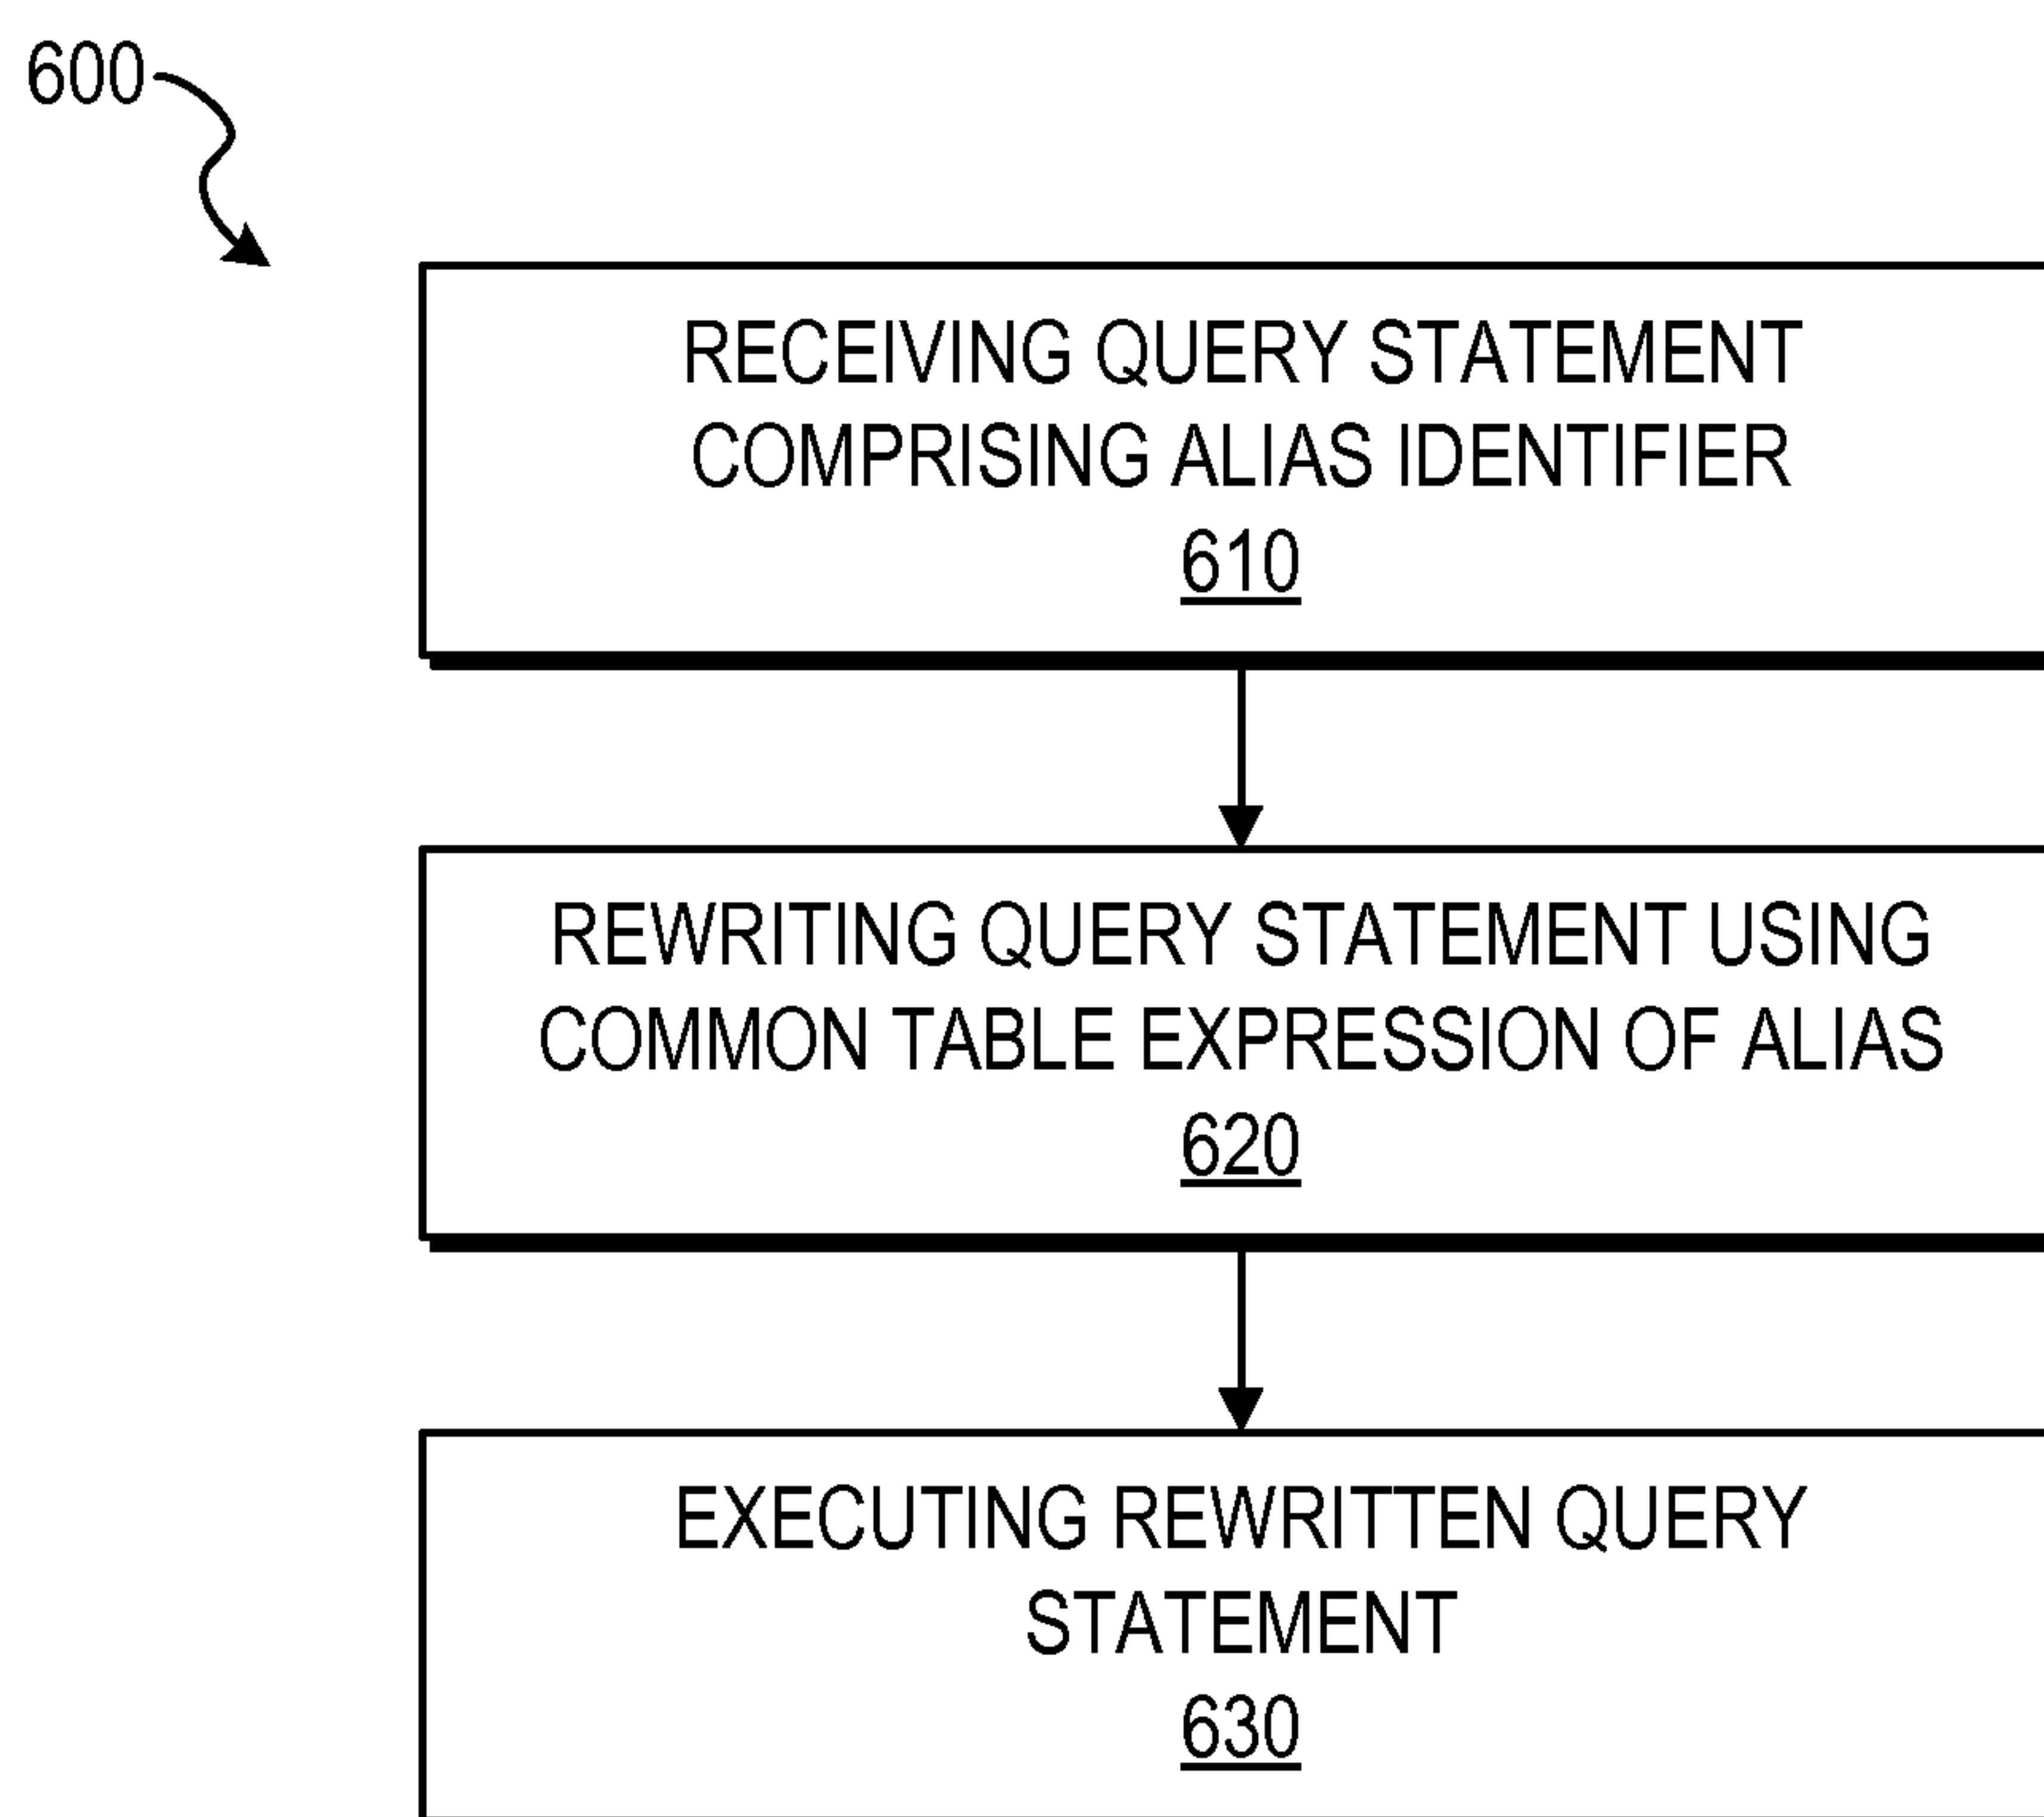 600
RECEIVING QUERY STATEMENT
COMPRISING ALIAS IDENTIFIER
610
REWRITING QUERY STATEMENT USING
COMMON TABLE EXPRESSION OF ALIAS
620
EXECUTING REWRITTEN QUERY
STATEMENT
630